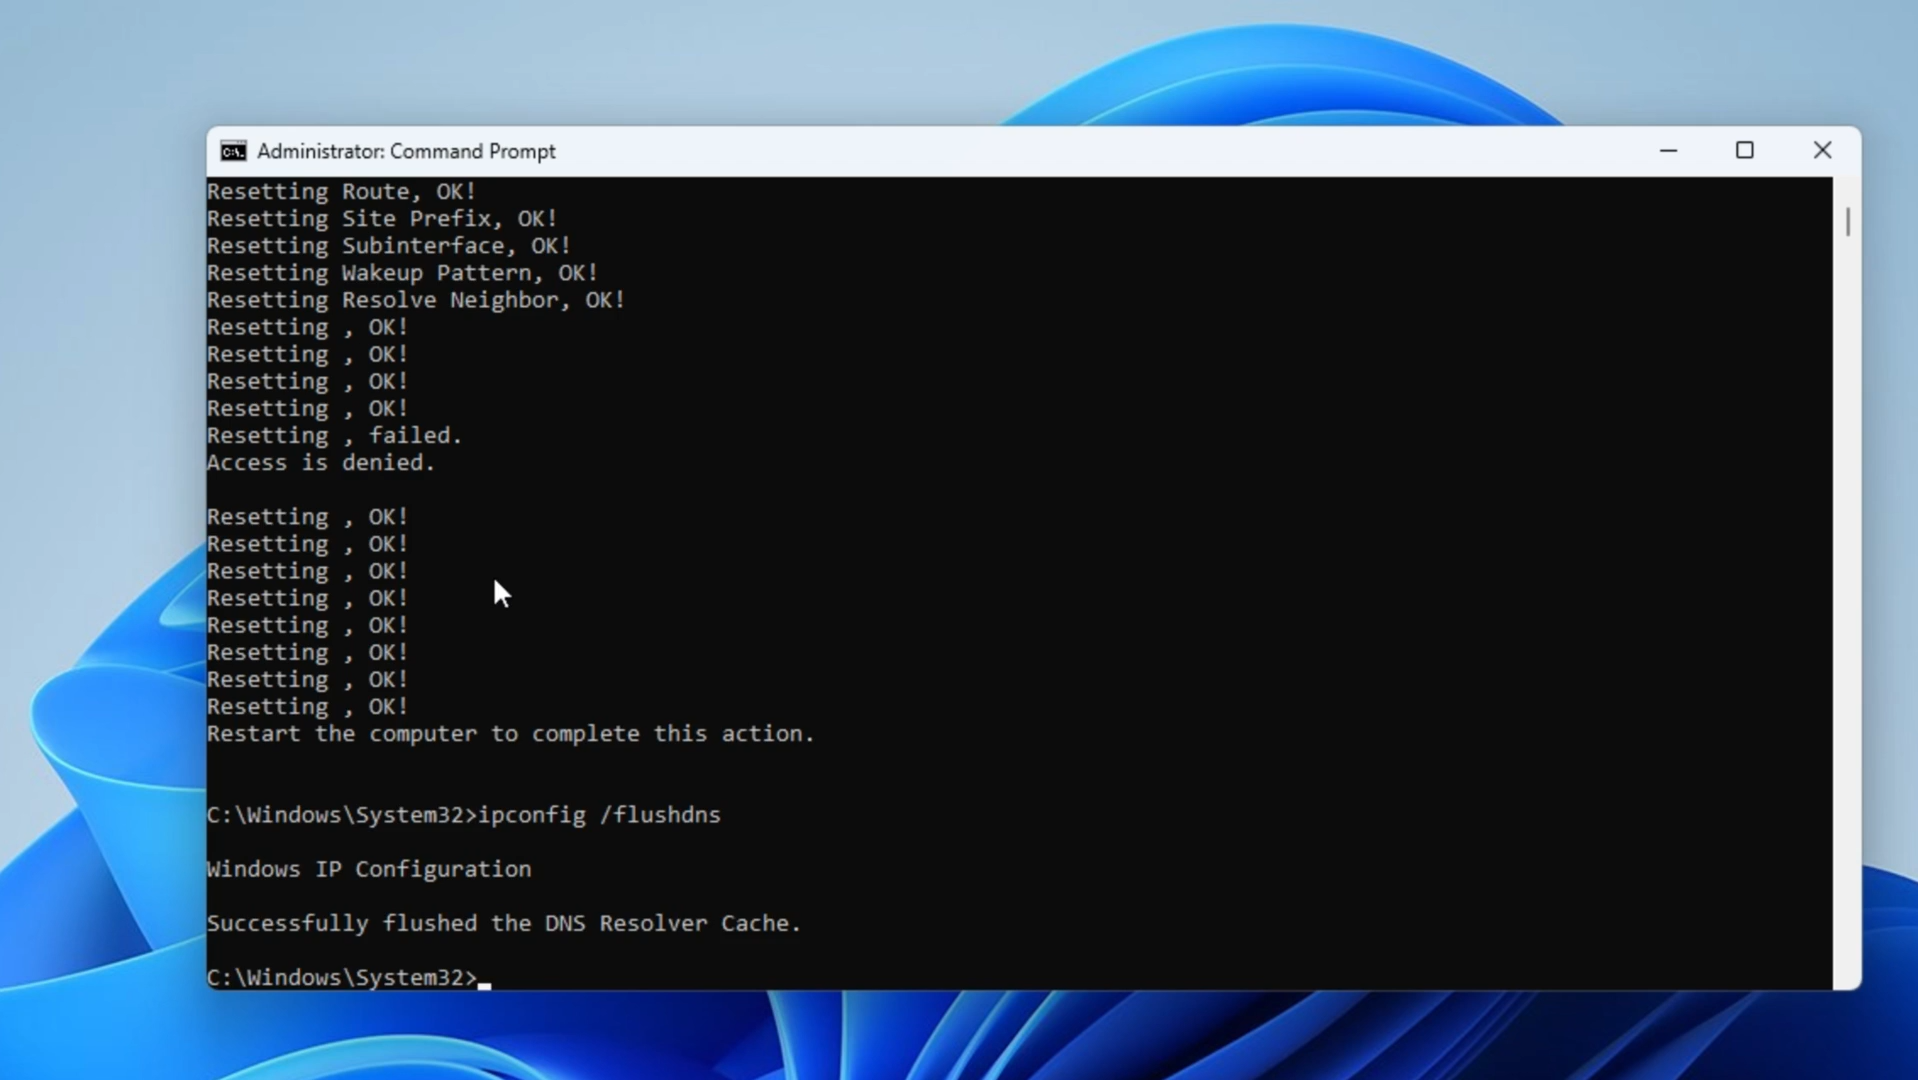 Administrator: Command Prompt
Resetting Route, OK!
Resetting Site Prefix, OK!
Resetting Subinterface, OK!
Resetting Wakeup Pattern, OK!
Resetting Resolve Neighbor, OK!
Resetting , OK!
Resetting , OK!
Resetting , OK!
Resetting , OK!
Resetting , failed.
Access is denied.
Resetting , OK!
Resetting , OK!
Resetting , OK!
Resetting , OK!
Resetting , OK!
Resetting , OK!
Resetting , OK!
Resetting , OK!
Restart the computer to complete this action.
C:\Windows\System32>ipconfig /flushdns
Windows IP Configuration
Successfully flushed the DNS Resolver Cache.
C:\Windows\System32>